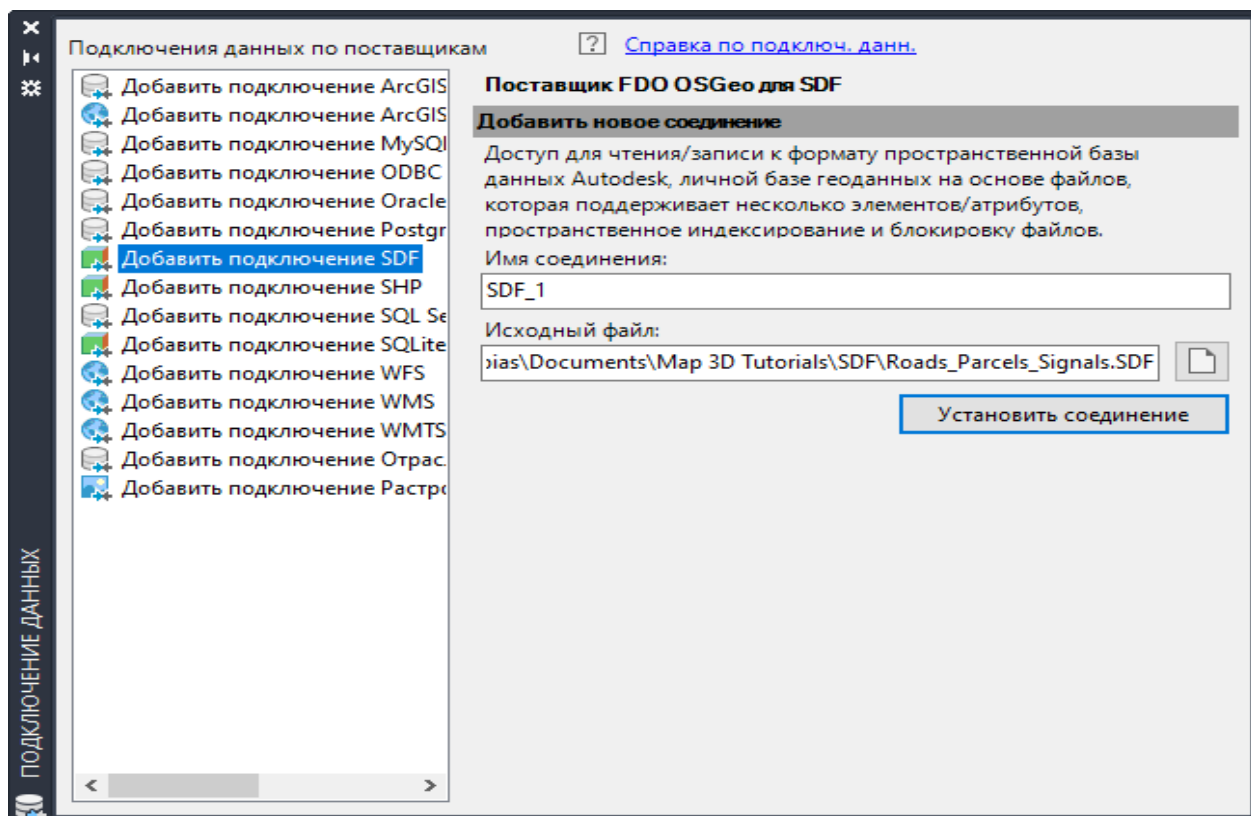 Подключения данных по поставщикам
? Справка по подключ. данн.
Добавить подключение ArcGIS
Добавить подключение ArcGIS
Добавить подключение MySQl
Добавить подключение ODBC
Добавить подключение Oracle
Добавить подключение Postgr
Добавить подключение SDF
Добавить подключение SHP
Добавить подключение SQL Se
Добавить подключение SQLite
Добавить подключение WFS
Добавить подключение WMS
Добавить подключение WMTS
Добавить подключение Отрас.
Добавить подключение Растро
Поставщик FDO OSGeo для SDF
Добавить новое соединение
Доступ для чтения/записи к формату пространственной базы
данных Autodesk, личной базе геоданных на основе файлов,
которая поддерживает несколько элементов/атрибутов,
пространственное индексирование и блокировку файлов.
Имя соединения:
SDF_1
Исходный файл:
ias\Documents\Map 3D Tutorials\SDF\Roads_Parcels_Signals.SDF
Установить соединение
ПОДКЛЮЧЕНИЕ ДАННЫХ